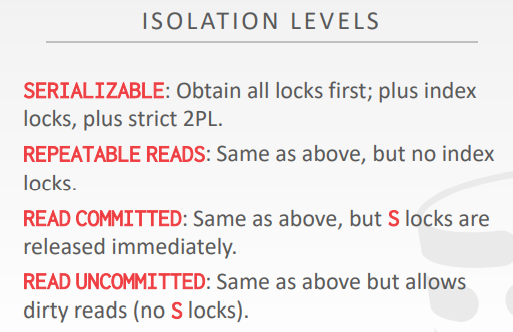 ISOLATION LEVELS
SERIALIZABLE: Obtain all locks first; plus index
locks, plus strict 2PL.
REPEATABLE READS: Same as above, but no index
locks.
READ COMMITTED: Same as above, but S locks are
released immediately.
READ UNCOMMITTED: Same as above but allows
dirty reads (no S locks).